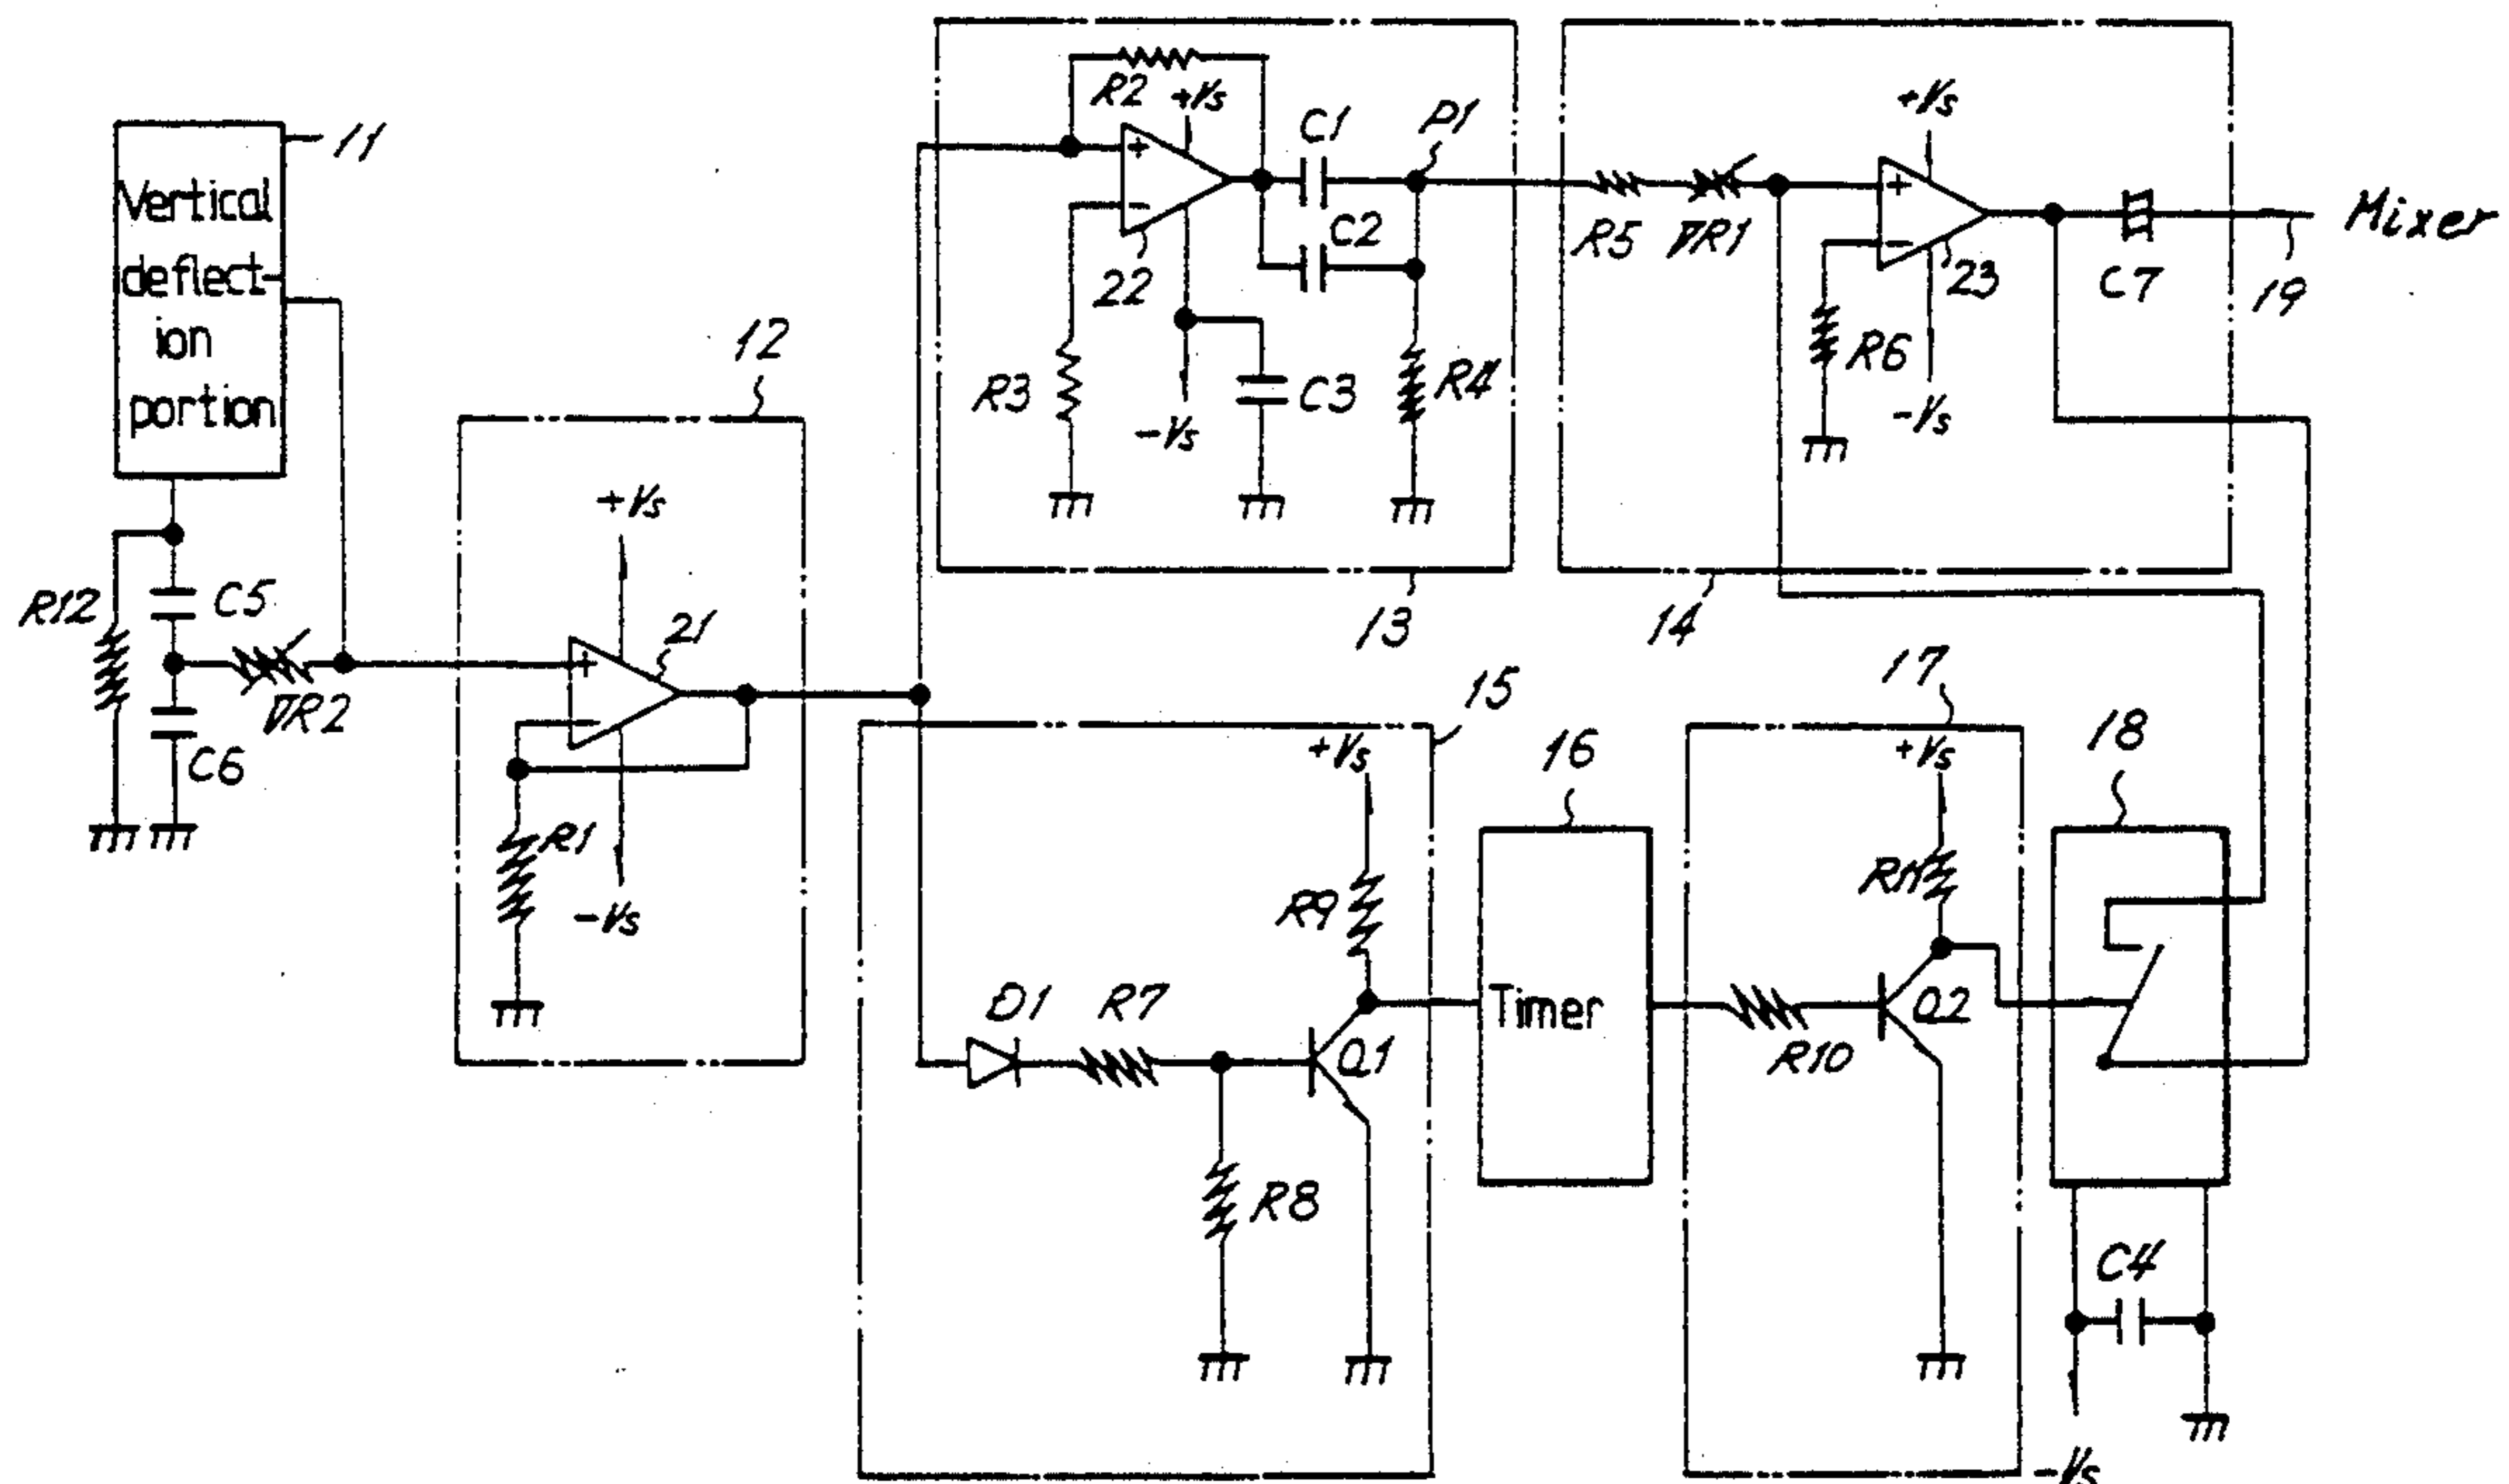 11
Vertical
deflect-
ion
portion
R12
C5
VR2
C6
12
+Vs
21
+
-
R1
-Vs
R2
+Vs
+
-
22
C1
P1
C2
R3
-Vs
C3
R4
13
R5
VR1
+Vs
+
-
23
C7
Mixer
19
R6
-Vs
14
15
+Vs
R9
D1
R7
Q1
R8
16
Timer
17
+Vs
R11
R10
Q2
18
C4
-Vs